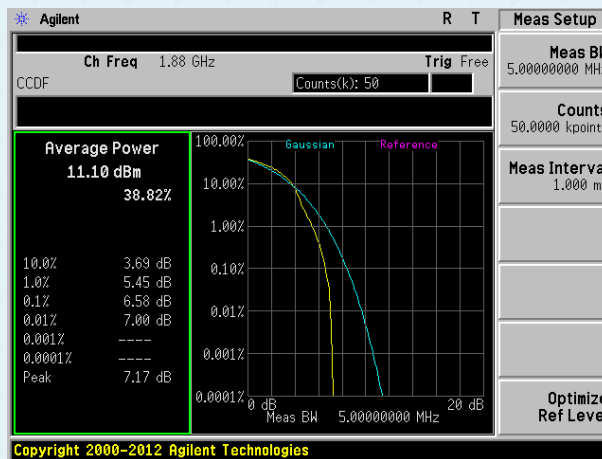 Agilent R T
Meas Setup
Ch Freq 1.88 GHz Trig Free
CCDF Counts(k): 50
Average Power
11.10 dBm
38.82%
10.0% 3.69 dB
1.0% 5.45 dB
0.1% 6.58 dB
0.01% 7.00 dB
0.001% ----
0.0001% ----
Peak 7.17 dB
Gaussian Reference
100.00%
10.00%
1.00%
0.10%
0.01%
0.001%
0.0001%
0 dB 20 dB
Meas BW 5.00000000 MHz
Meas B
5.00000000 MH
Counts
50.0000 kpoint
Meas Interva
1.000 m
Optimize
Ref Leve
Copyright 2000-2012 Agilent Technologies